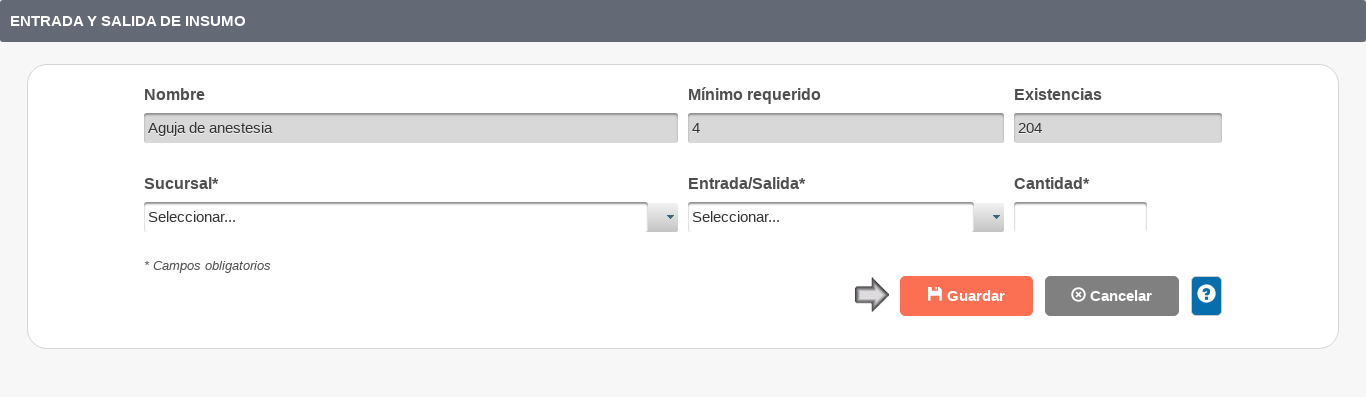 ENTRADA Y SALIDA DE INSUMO
Nombre Mínimo requerido Existencias
Aguja de anestesia 4 204
Sucursal* Entrada/Salida* Cantidad*
Seleccionar... Seleccionar...
* Campos obligatorios
Guardar Cancelar ?